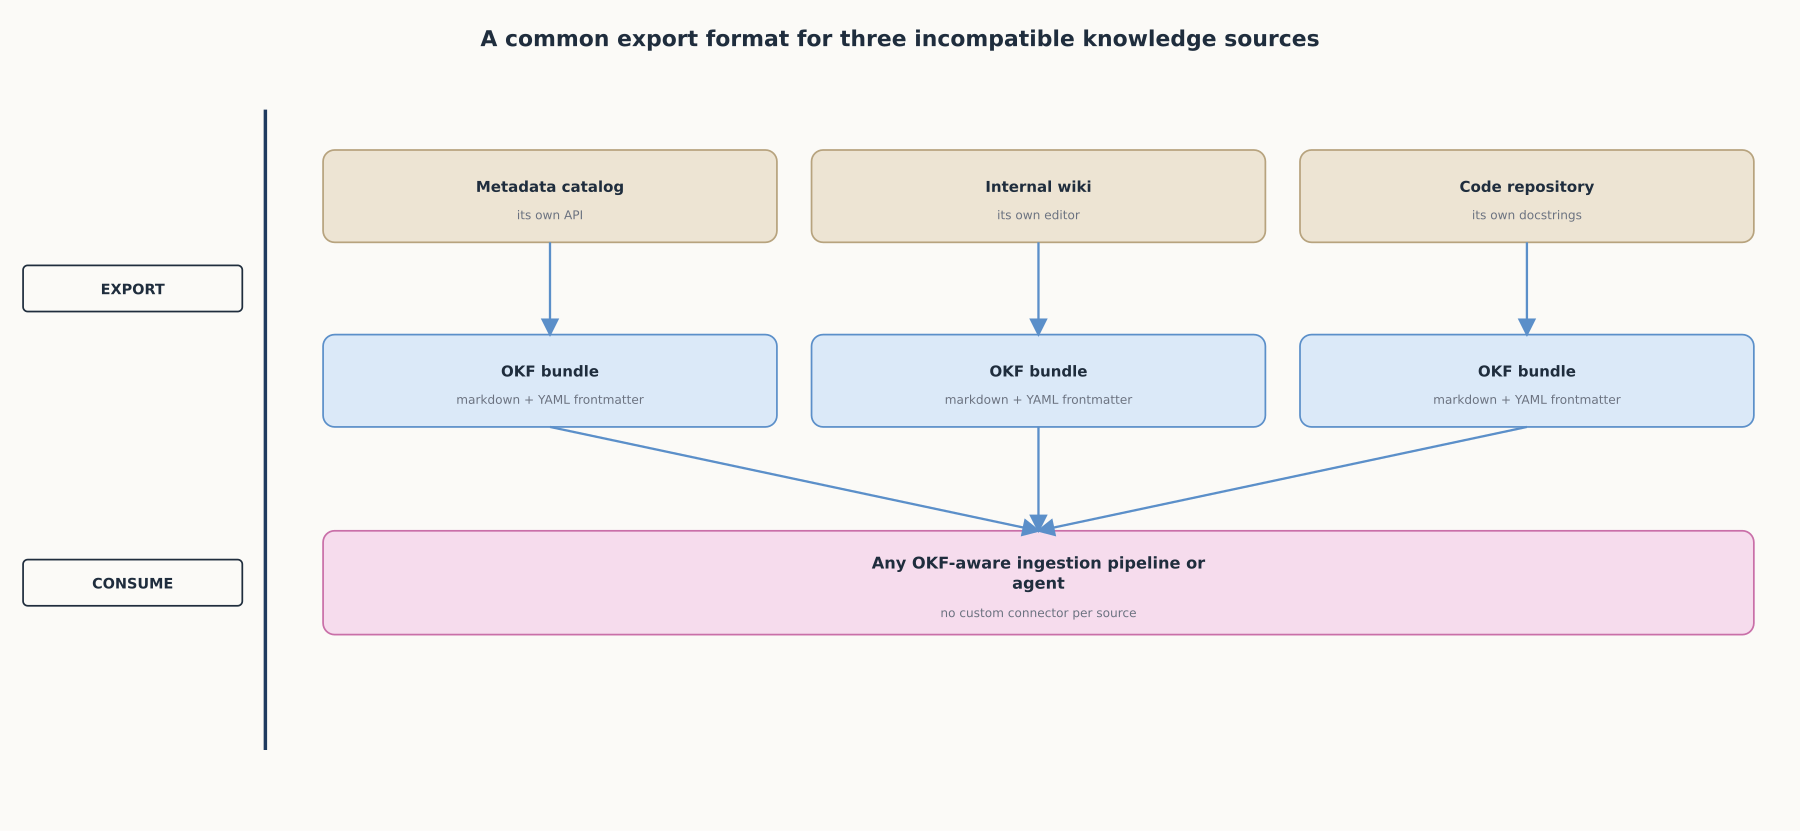 A common export format for three incompatible knowledge sources
Metadata catalog
its own API
Internal wiki
its own editor
Code repository
its own docstrings
EXPORT
OKF bundle
markdown + YAML frontmatter
OKF bundle
markdown + YAML frontmatter
OKF bundle
markdown + YAML frontmatter
CONSUME
Any OKF-aware ingestion pipeline or
agent
no custom connector per source